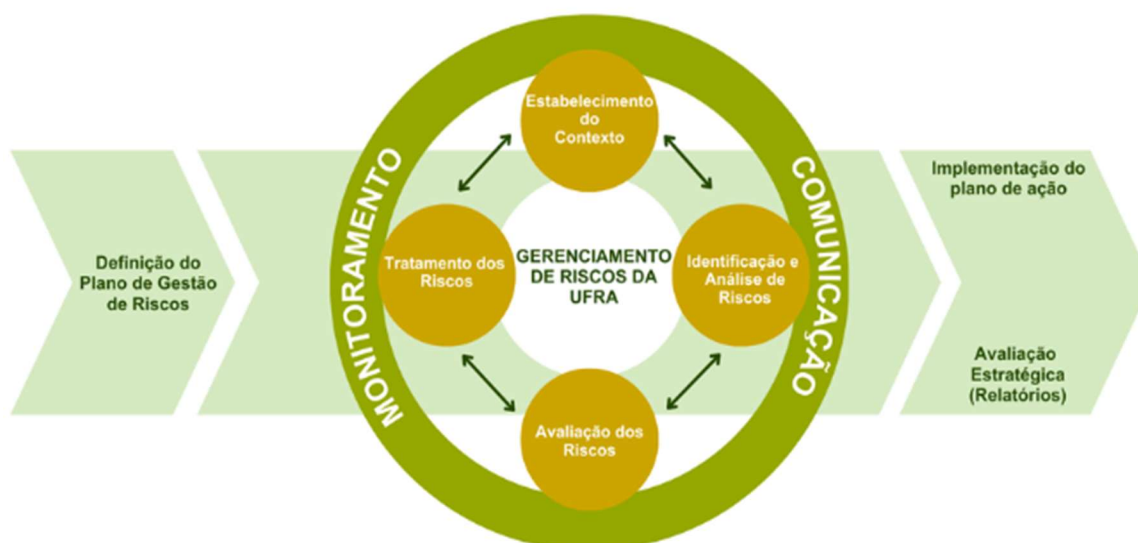 Definição do
Plano de Gestão
de Riscos
MONITORAMENTO
Estabelecimento
do
Contexto
Tratamento dos
Riscos
GERENCIAMENTO
DE RISCOS DA
UFRA
Identificação e
Análise de
Riscos
Avaliação dos
Riscos
COMUNICAÇÃO
Implementação do
plano de ação
Avaliação
Estratégica
(Relatórios)